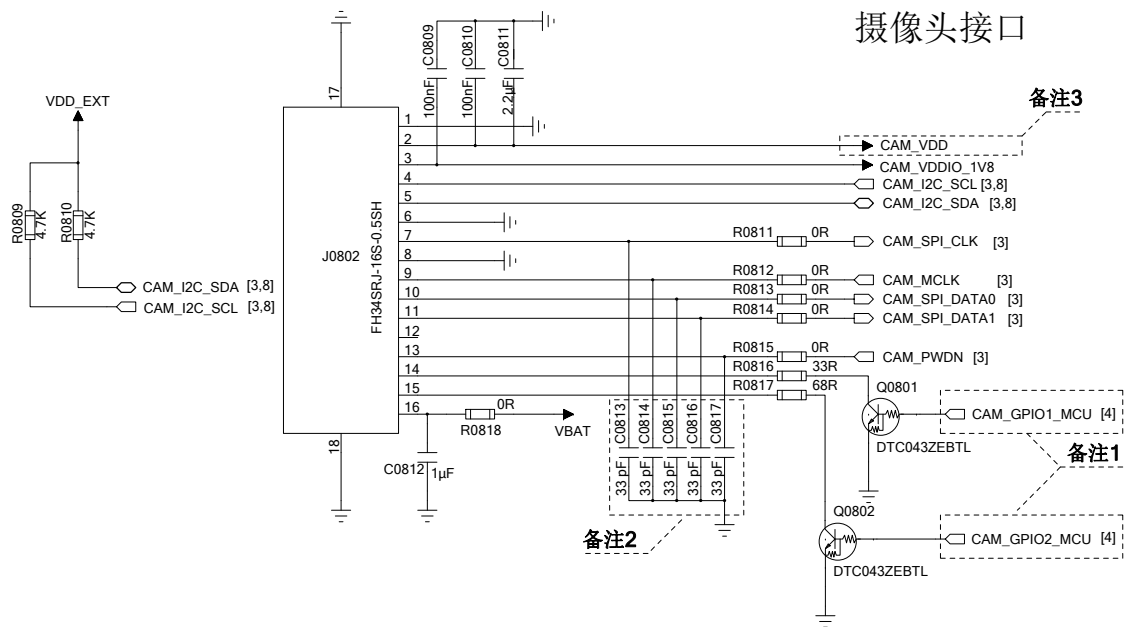 摄像头接口
17
C0809
100nF
C0810
100nF
C0811
2.2µF
备注3
VDD_EXT
R0809
4.7K
R0810
4.7K
CAM_I2C_SDA [3,8]
CAM_I2C_SCL [3,8]
J0802
FH34SRJ-16S-0.5SH
1
2
CAM_VDD
3
CAM_VDDIO_1V8
4
CAM_I2C_SCL [3,8]
5
CAM_I2C_SDA [3,8]
6
7
R0811 0R
CAM_SPI_CLK [3]
8
9
R0812 0R
CAM_MCLK [3]
10
R0813 0R
CAM_SPI_DATA0 [3]
11
R0814 0R
CAM_SPI_DATA1 [3]
12
13
R0815 0R
CAM_PWDN [3]
14
R0816 33R
15
R0817 68R
16
0R
R0818
VBAT
18
C0812
1µF
C0813
33 pF
C0814
33 pF
C0815
33 pF
C0816
33 pF
C0817
33 pF
备注2
Q0801
DTC043ZEBTL
CAM_GPIO1_MCU [4]
备注1
Q0802
DTC043ZEBTL
CAM_GPIO2_MCU [4]